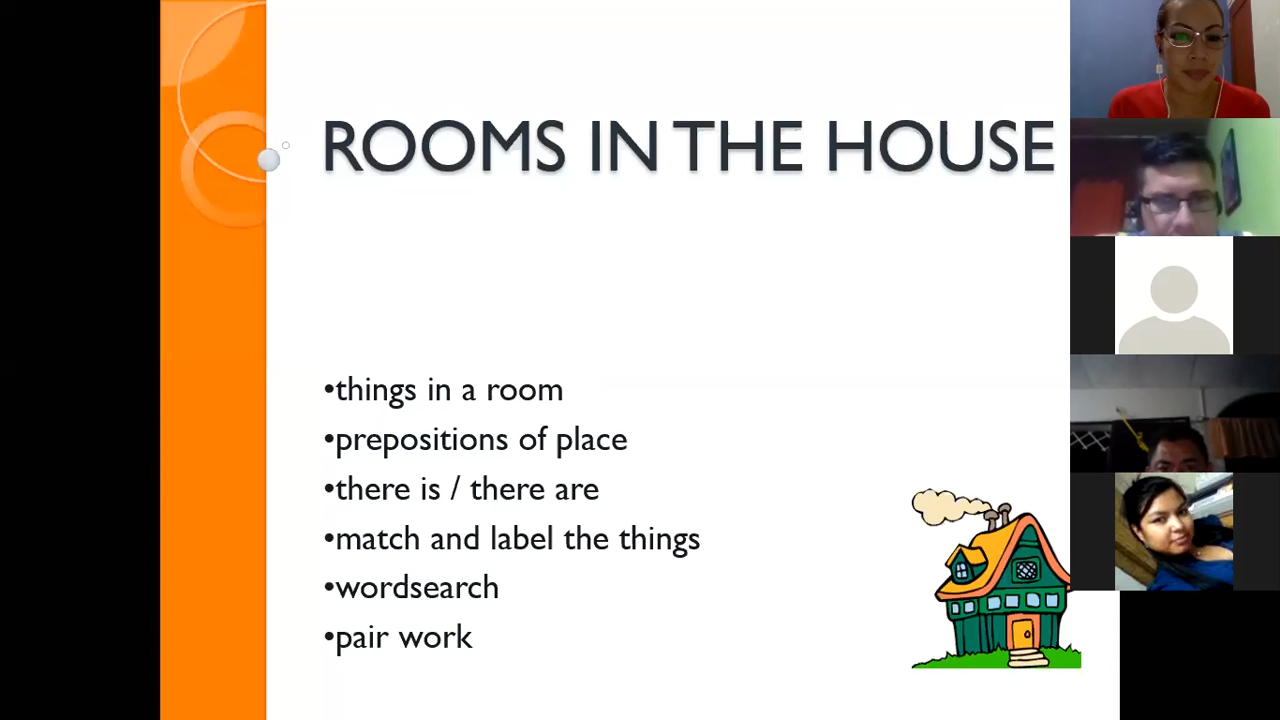 ROOMS IN THE HOUSE
•things in a room
•prepositions of place
•there is / there are
•match and label the things
•wordsearch
•pair work